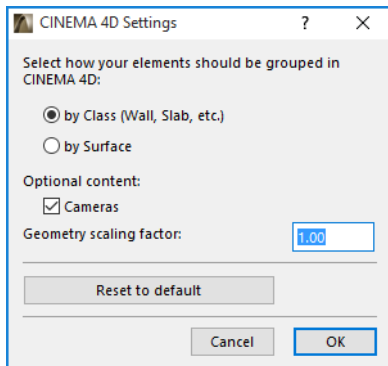 CINEMA 4D Settings
?
Select how your elements should be grouped in
CINEMA 4D:
by Class (Wall, Slab, etc.)
by Surface
Optional content:
Cameras
Geometry scaling factor: 1.00
Reset to default
Cancel OK